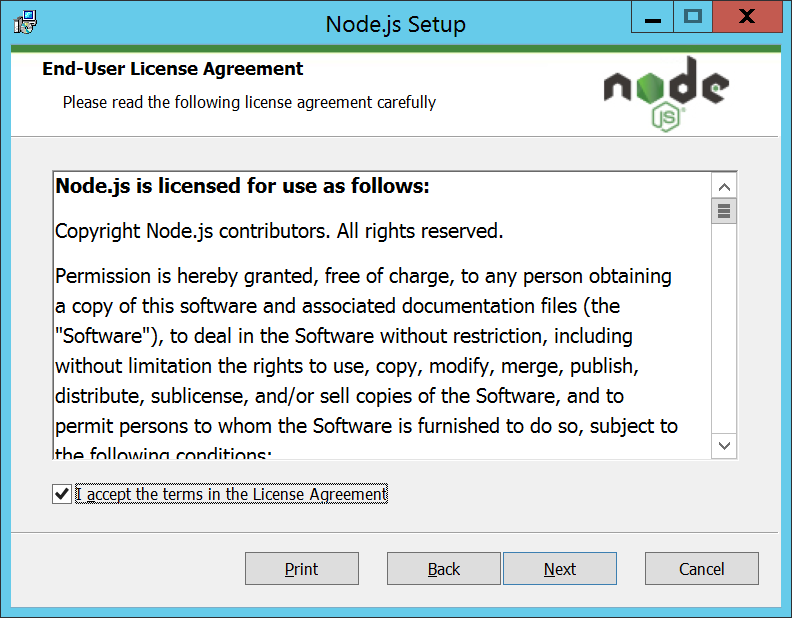 Node.js Setup
End-User License Agreement
Please read the following license agreement carefully
node
JS
Node.js is licensed for use as follows:
Copyright Node.js contributors. All rights reserved.
Permission is hereby granted, free of charge, to any person obtaining
a copy of this software and associated documentation files (the
"Software"), to deal in the Software without restriction, including
without limitation the rights to use, copy, modify, merge, publish,
distribute, sublicense, and/or sell copies of the Software, and to
permit persons to whom the Software is furnished to do so, subject to
the following conditions:
I accept the terms in the License Agreement
Print
Back
Next
Cancel